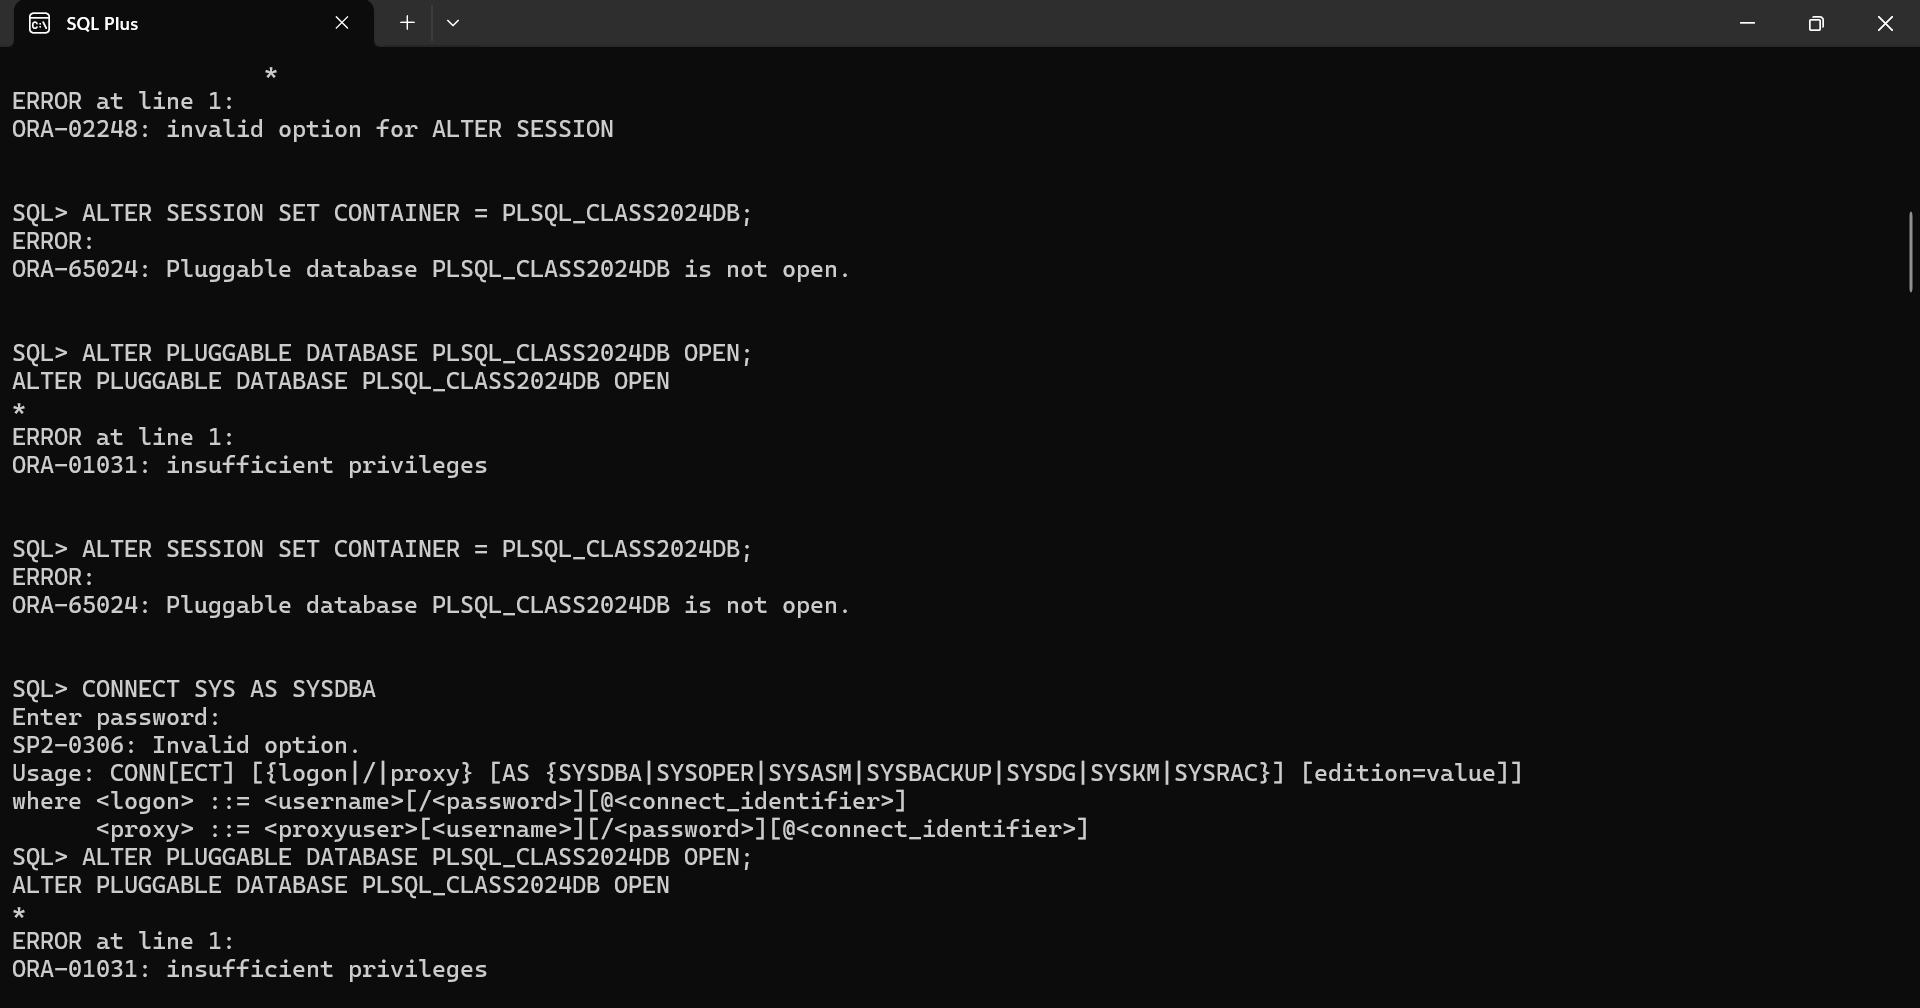 SQL Plus
*
ERROR at line 1:
ORA-02248: invalid option for ALTER SESSION
SQL> ALTER SESSION SET CONTAINER = PLSQL_CLASS2024DB;
ERROR:
ORA-65024: Pluggable database PLSQL_CLASS2024DB is not open.
SQL> ALTER PLUGGABLE DATABASE PLSQL_CLASS2024DB OPEN;
ALTER PLUGGABLE DATABASE PLSQL_CLASS2024DB OPEN
*
ERROR at line 1:
ORA-01031: insufficient privileges
SQL> ALTER SESSION SET CONTAINER = PLSQL_CLASS2024DB;
ERROR:
ORA-65024: Pluggable database PLSQL_CLASS2024DB is not open.
SQL> CONNECT SYS AS SYSDBA
Enter password:
SP2-0306: Invalid option.
Usage: CONN[ECT] [{logon|/|proxy} [AS {SYSDBA|SYSOPER|SYSASM|SYSBACKUP|SYSDG|SYSKM|SYSRAC}] [edition=value]]
where <logon> ::= <username>[/<password>][@<connect_identifier>]
      <proxy> ::= <proxyuser>[<username>][/<password>][@<connect_identifier>]
SQL> ALTER PLUGGABLE DATABASE PLSQL_CLASS2024DB OPEN;
ALTER PLUGGABLE DATABASE PLSQL_CLASS2024DB OPEN
*
ERROR at line 1:
ORA-01031: insufficient privileges